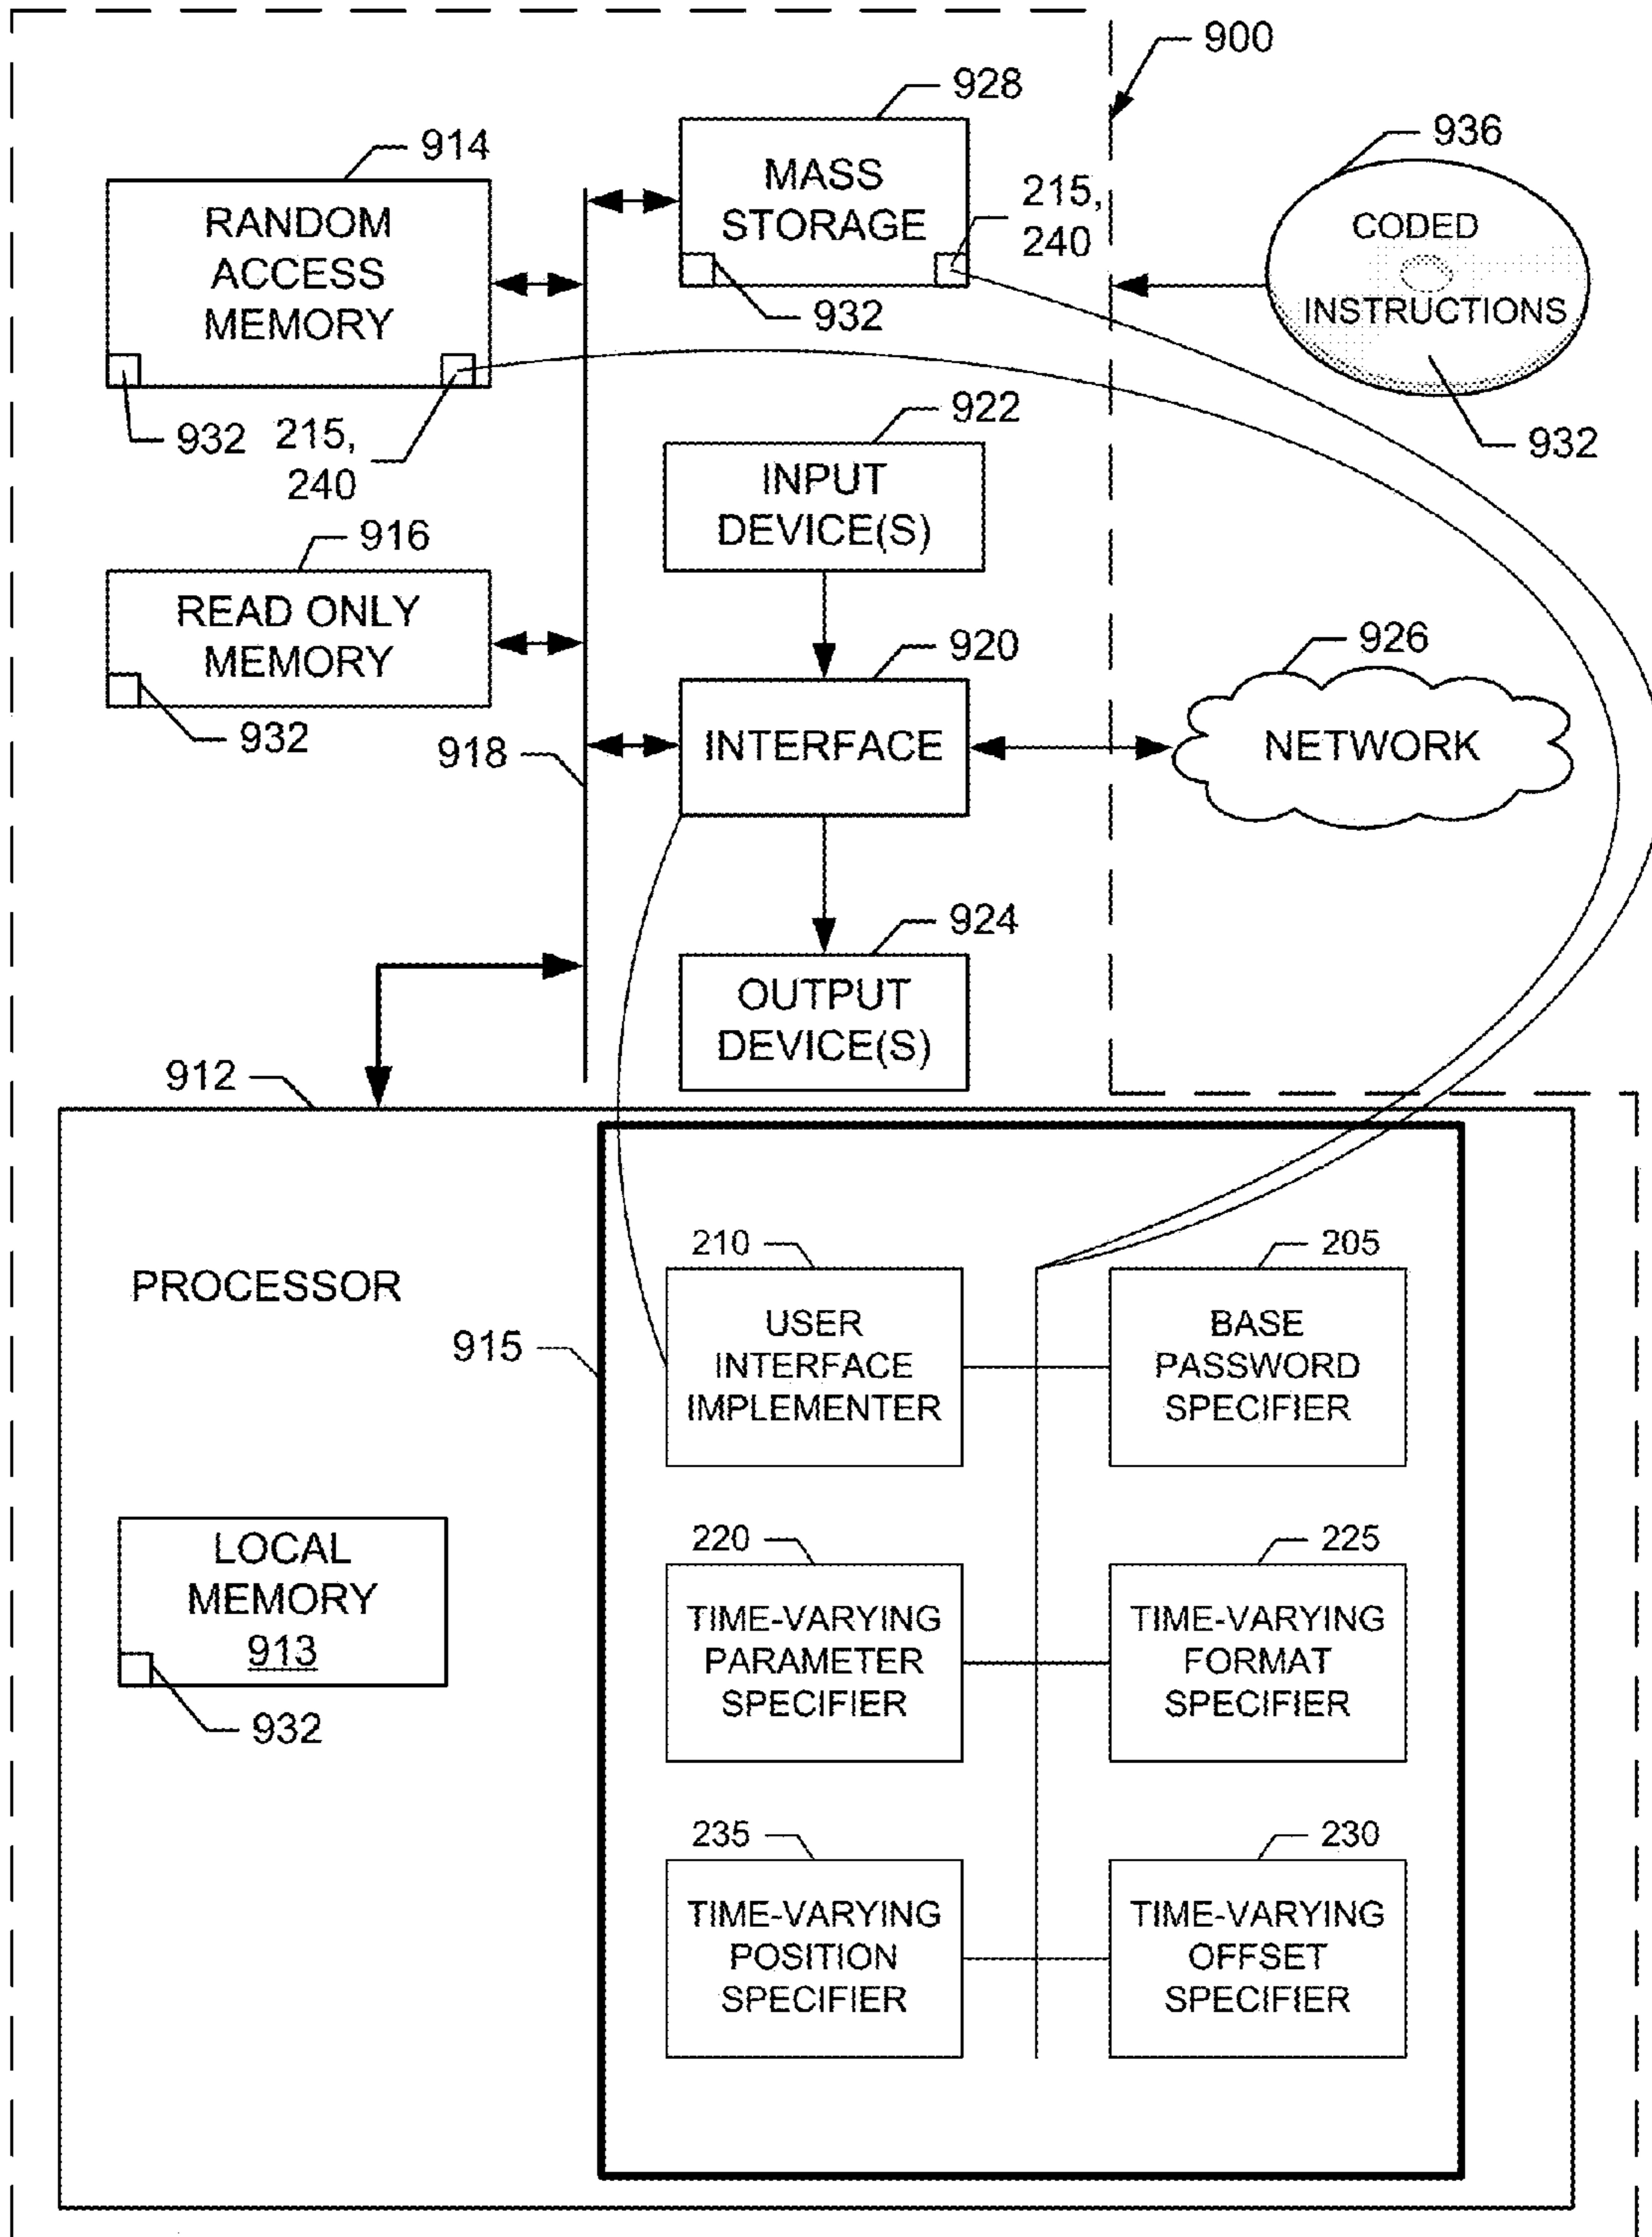 900
928
MASS
STORAGE
215,
240
932
914
RANDOM
ACCESS
MEMORY
932
215,
240
936
CODED
INSTRUCTIONS
932
922
INPUT
DEVICE(S)
916
READ ONLY
MEMORY
932
918
920
INTERFACE
926
NETWORK
924
OUTPUT
DEVICE(S)
912
PROCESSOR
915
LOCAL
MEMORY
913
932
210
USER
INTERFACE
IMPLEMENTER
205
BASE
PASSWORD
SPECIFIER
220
TIME-VARYING
PARAMETER
SPECIFIER
225
TIME-VARYING
FORMAT
SPECIFIER
235
TIME-VARYING
POSITION
SPECIFIER
230
TIME-VARYING
OFFSET
SPECIFIER